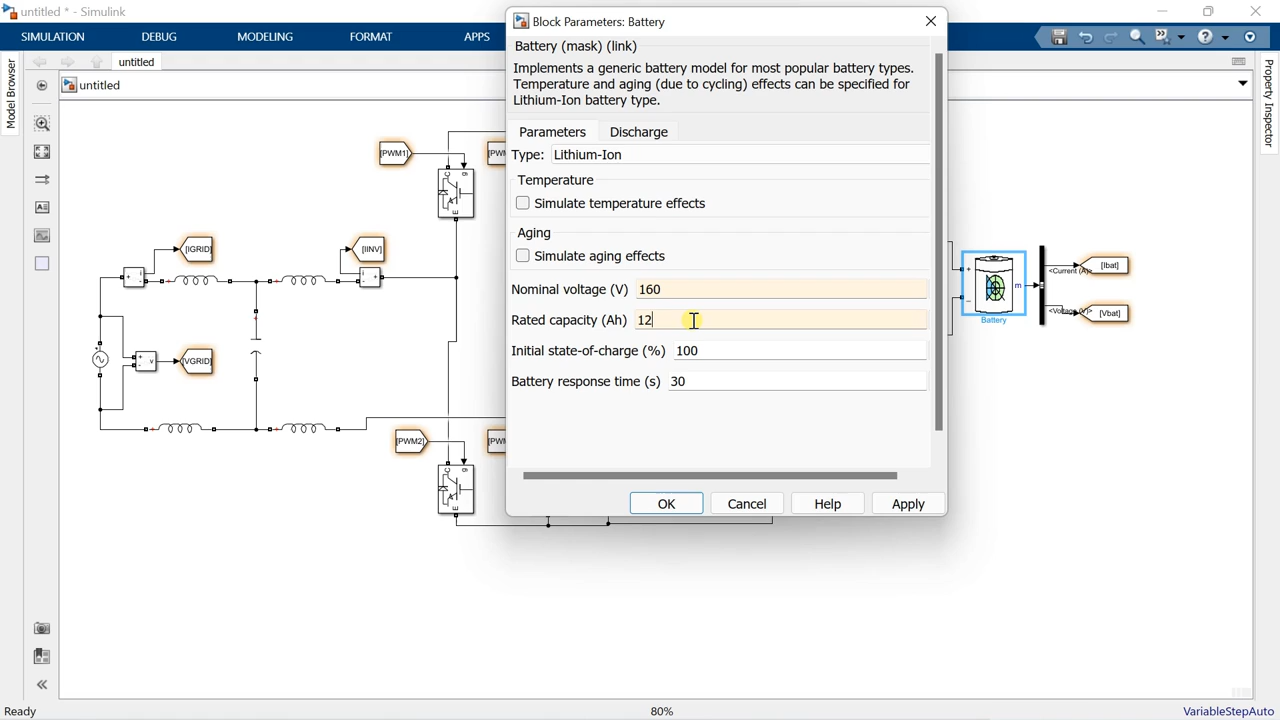 untitled * - Simulink
SIMULATION DEBUG MODELING FORMAT APPS
untitled
untitled
Model Browser
Property Inspector
Block Parameters: Battery
Battery (mask) (link)
Implements a generic battery model for most popular battery types.
Temperature and aging (due to cycling) effects can be specified for
Lithium-Ion battery type.
Parameters Discharge
Type: Lithium-Ion
Temperature
Simulate temperature effects
Aging
Simulate aging effects
Nominal voltage (V) 160
Rated capacity (Ah) 12
Initial state-of-charge (%) 100
Battery response time (s) 30
OK Cancel Help Apply
[PWM1]
[PWM
C g
E
[IGRID]
[IINV]
+ i
-
+ i
-
+
+ v
-
[VGRID]
[PWM2]
[PWM
C g
E
+ m
-
Battery
<Current (A)>
[Ibat]
<Voltage (V)>
[Vbat]
Ready 80% VariableStepAuto